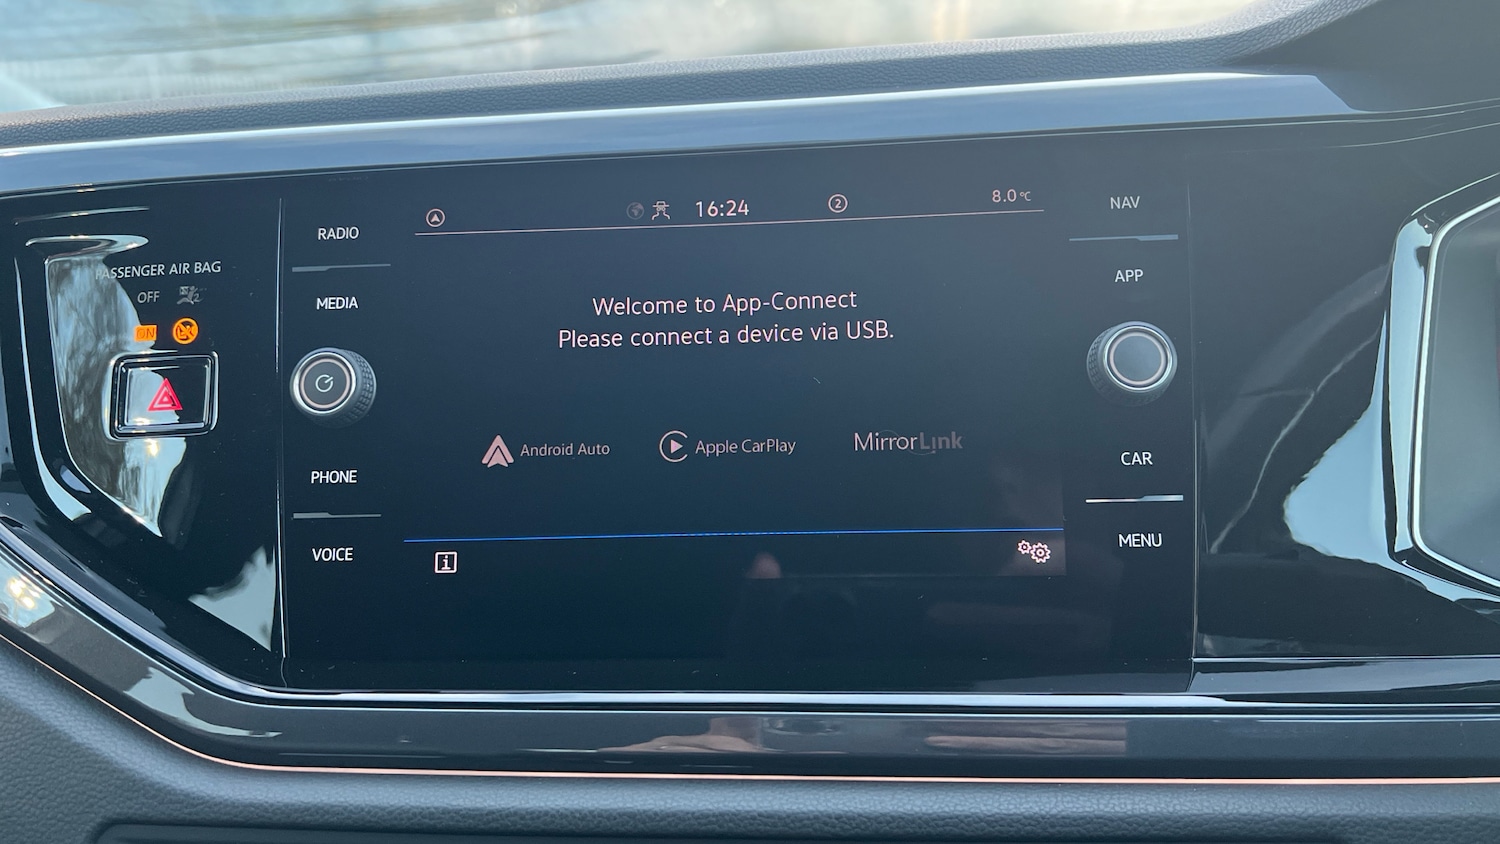 PASSENGER AIR BAG
OFF
ON
RADIO
MEDIA
PHONE
VOICE
16:24
2
8.0°C
Welcome to App-Connect
Please connect a device via USB.
Android Auto
Apple CarPlay
MirrorLink
i
NAV
APP
CAR
MENU